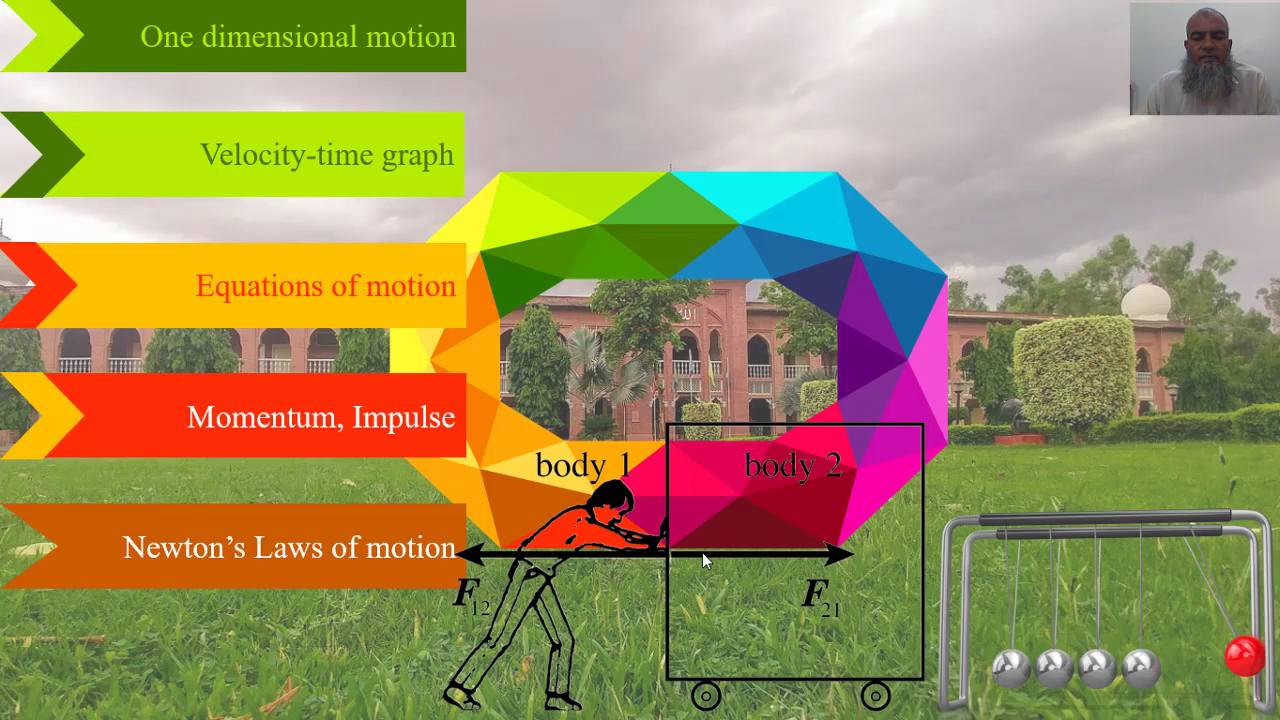 One dimensional motion
Velocity-time graph
Equations of motion
Momentum, Impulse
Newton’s Laws of motion
الله
body 1
body 2
F12
F21